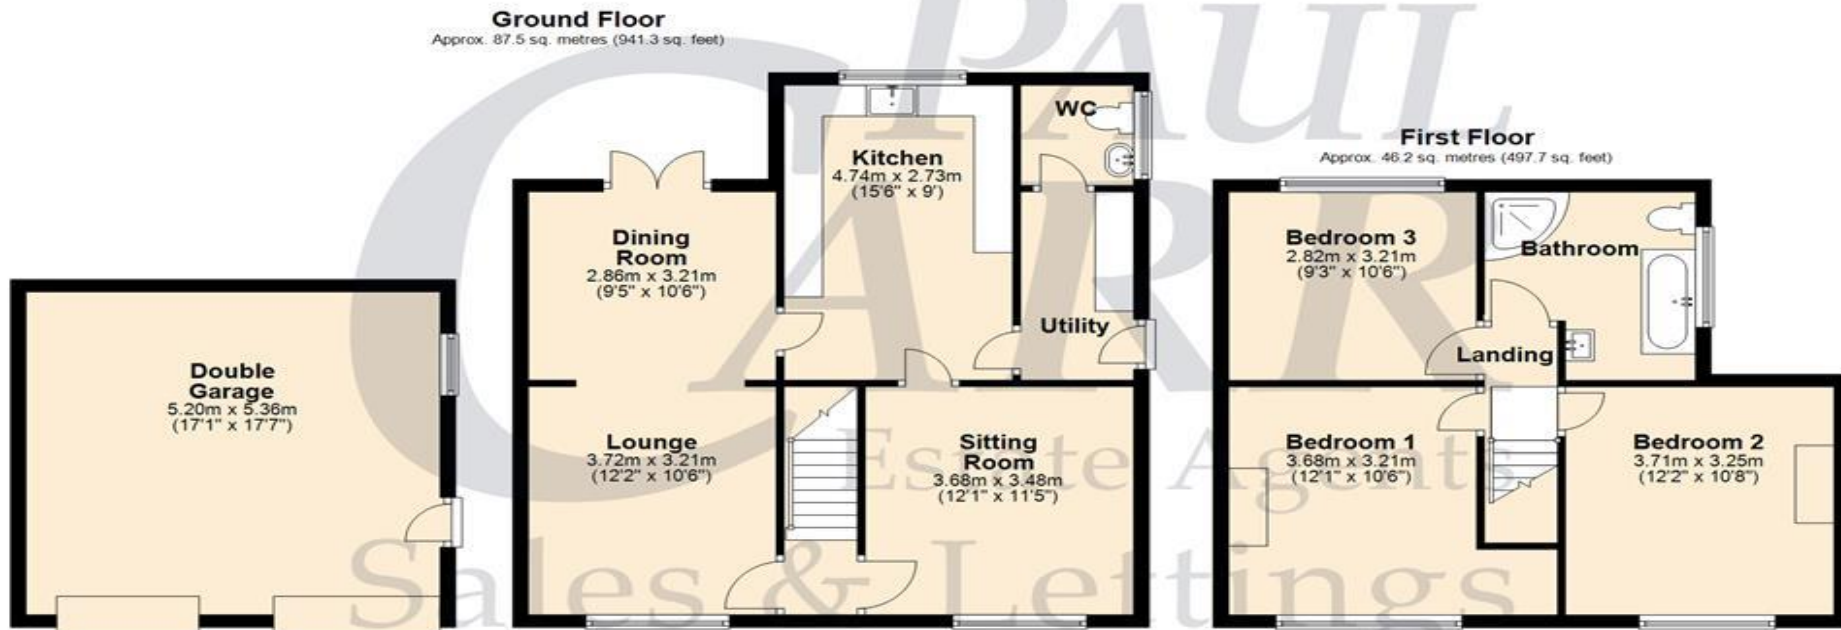 Ground Floor
Approx. 87.5 sq. metres (941.3 sq. feet)
PAUL
CARR
Estate Agents
Sales & Lettings
WC
Kitchen
4.74m x 2.73m
(15'6" x 9')
Dining
Room
2.86m x 3.21m
(9'5" x 10'6")
Utility
Double
Garage
5.20m x 5.36m
(17'1" x 17'7")
Lounge
3.72m x 3.21m
(12'2" x 10'6")
Sitting
Room
3.68m x 3.48m
(12'1" x 11'5")
First Floor
Approx. 46.2 sq. metres (497.7 sq. feet)
Bedroom 3
2.82m x 3.21m
(9'3" x 10'6")
Bathroom
Landing
Bedroom 1
3.68m x 3.21m
(12'1" x 10'6")
Bedroom 2
3.71m x 3.25m
(12'2" x 10'8")